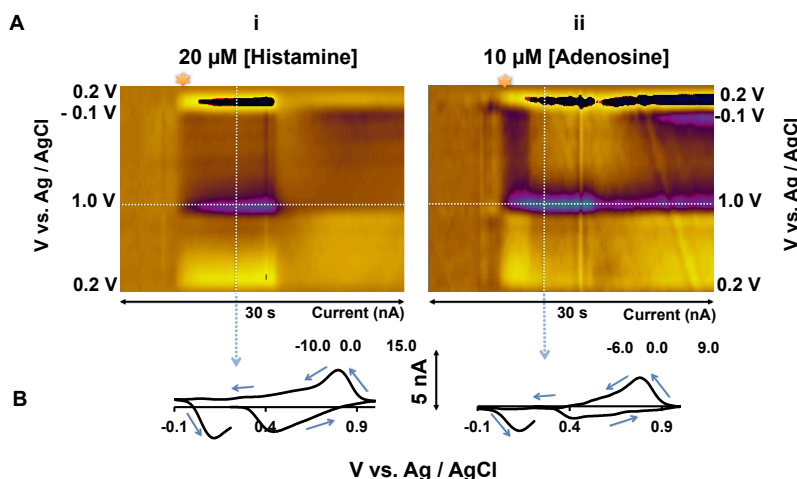 A
i
ii
20 µM [Histamine]
10 µM [Adenosine]
0.2 V
- 0.1 V
1.0 V
0.2 V
V vs. Ag / AgCl
0.2 V
-0.1 V
1.0 V
0.2 V
V vs. Ag / AgCl
30 s
Current (nA)
30 s
Current (nA)
-10.0 0.0 15.0
-6.0 0.0 9.0
5 nA
B
-0.1 0.4 0.9
-0.1 0.4 0.9
V vs. Ag / AgCl